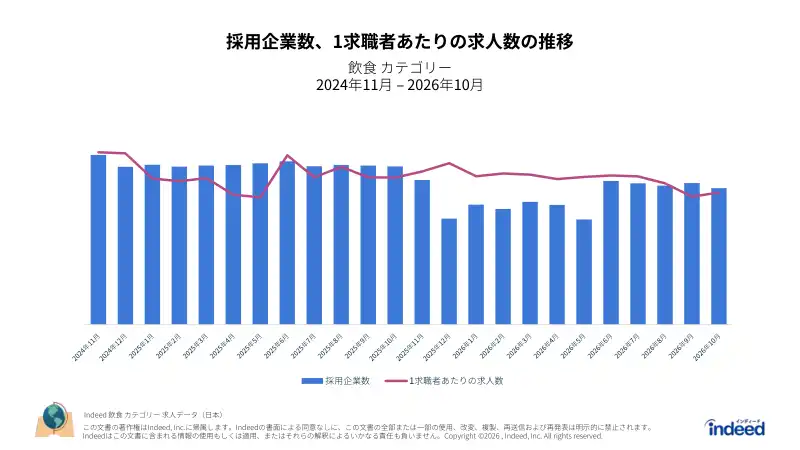 採用企業数、1求職者あたりの求人数の推移
飲食 カテゴリー
2024年11月 – 2026年10月
2024年11月
2024年12月
2025年1月
2025年2月
2025年3月
2025年4月
2025年5月
2025年6月
2025年7月
2025年8月
2025年9月
2025年10月
2025年11月
2025年12月
2026年1月
2026年2月
2026年3月
2026年4月
2026年5月
2026年6月
2026年7月
2026年8月
2026年9月
2026年10月
採用企業数
1求職者あたりの求人数
Indeed 飲食 カテゴリー 求人データ（日本）
この文書の著作権はIndeed, Inc.に帰属します。Indeedの書面による同意なしに、この文書の全部または一部の使用、改変、複製、再送信および再発表は明示的に禁止されます。
Indeedはこの文書に含まれる情報の使用もしくは適用、またはそれらの解釈によるいかなる責任も負いません。Copyright ©2026 , Indeed, Inc. All rights reserved.
インディード
indeed